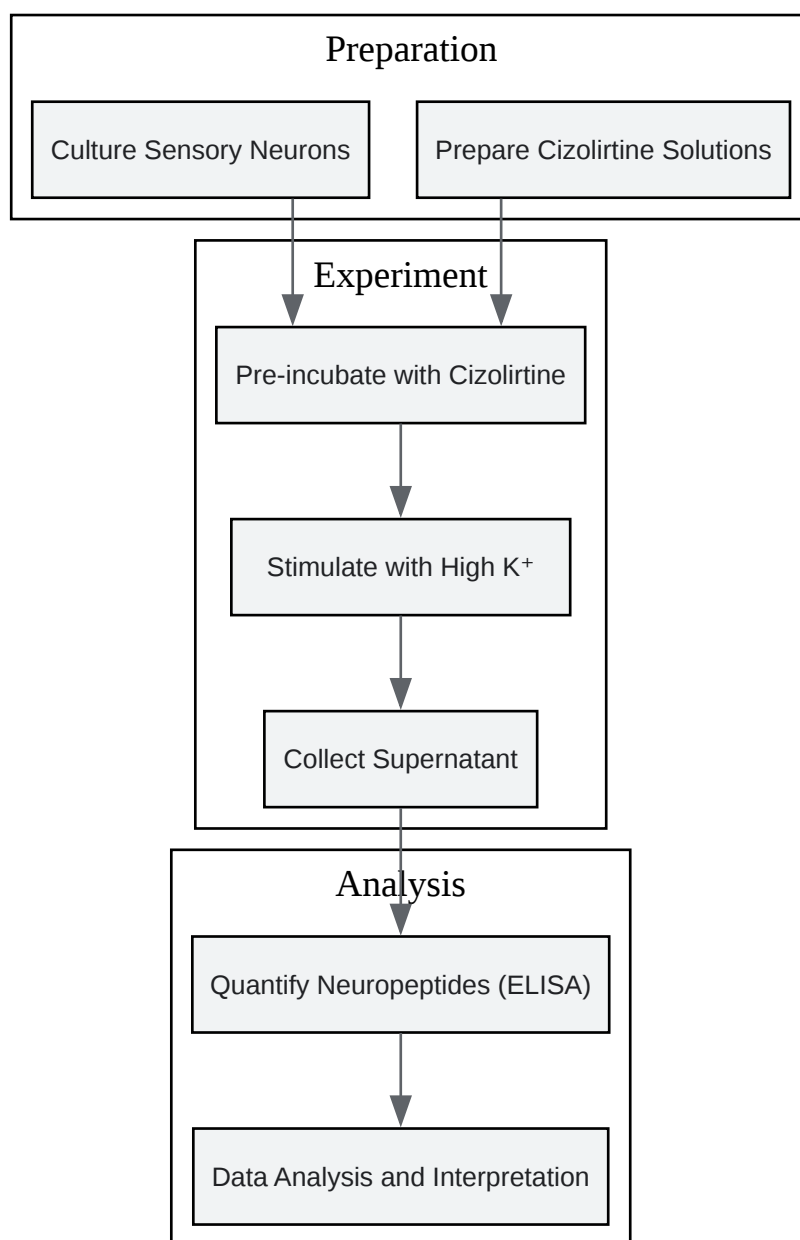 Preparation
Culture Sensory Neurons
Prepare Cizolirtine Solutions
Experiment
Pre-incubate with Cizolirtine
Stimulate with High K⁺
Collect Supernatant
Analysis
Quantify Neuropeptides (ELISA)
Data Analysis and Interpretation